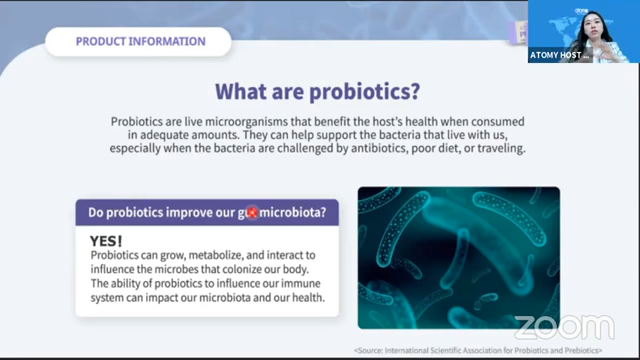 PRODUCT INFORMATION
ATOMY HOST ...
What are probiotics?
Probiotics are live microorganisms that benefit the host's health when consumed
in adequate amounts. They can help support the bacteria that live with us,
especially when the bacteria are challenged by antibiotics, poor diet, or traveling.
Do probiotics improve our gut microbiota?
YES!
Probiotics can grow, metabolize, and interact to
influence the microbes that colonize our body.
The ability of probiotics to influence our immune
system can impact our microbiota and our health.
zoom
<Source: International Scientific Association for Probiotics and Prebiotics>